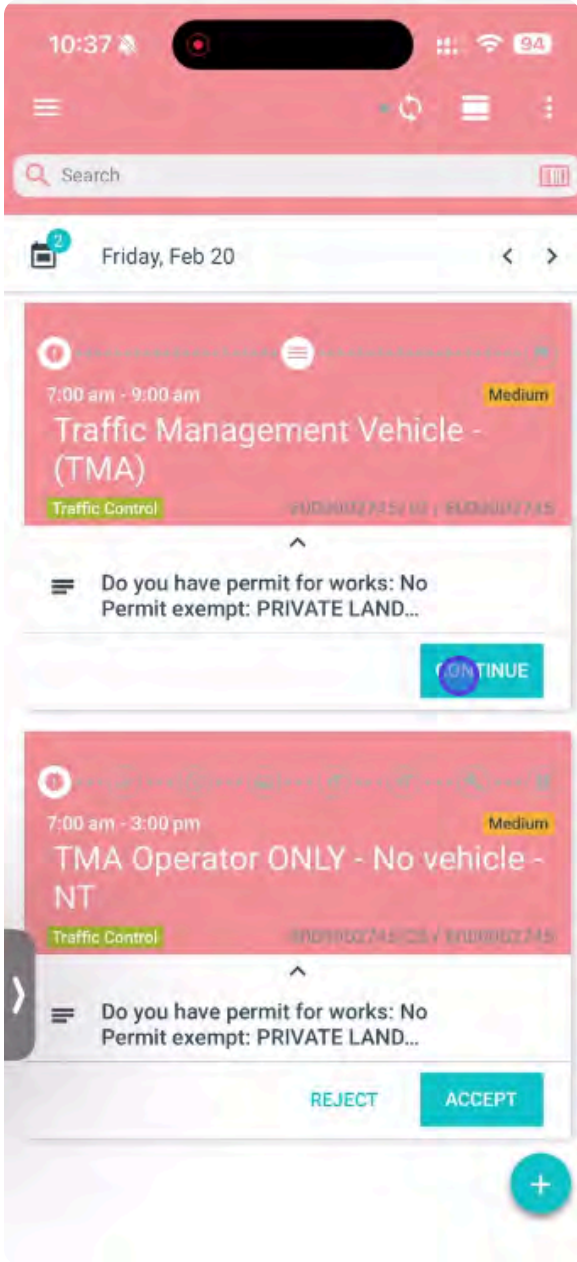 10:37
94
Search
2
Friday, Feb 20
7:00 am - 9:00 am
Medium
Traffic Management Vehicle -
(TMA)
Traffic Control
Do you have permit for works: No
Permit exempt: PRIVATE LAND...
CONTINUE
7:00 am - 3:00 pm
Medium
TMA Operator ONLY - No vehicle -
NT
Traffic Control
Do you have permit for works: No
Permit exempt: PRIVATE LAND...
REJECT
ACCEPT
+